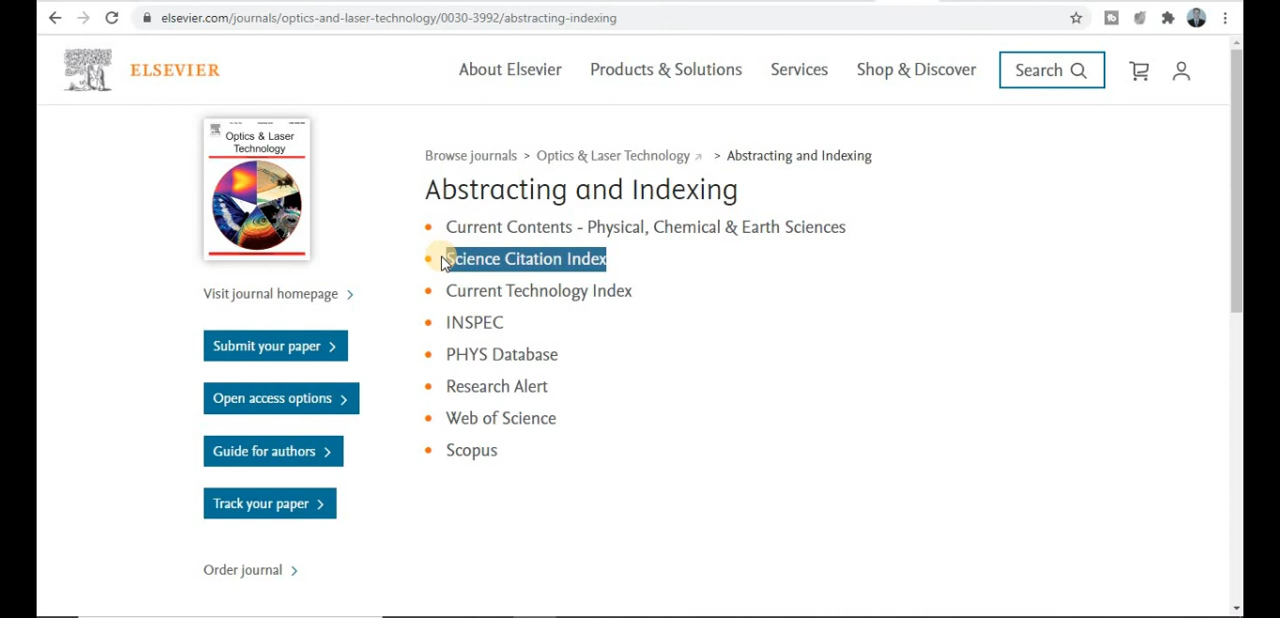 elsevier.com/journals/optics-and-laser-technology/0030-3992/abstracting-indexing
ELSEVIER
About Elsevier
Products & Solutions
Services
Shop & Discover
Search
Optics & Laser
Technology
Browse journals > Optics & Laser Technology > Abstracting and Indexing
Abstracting and Indexing
Current Contents - Physical, Chemical & Earth Sciences
Science Citation Index
Current Technology Index
INSPEC
PHYS Database
Research Alert
Web of Science
Scopus
Visit journal homepage
Submit your paper
Open access options
Guide for authors
Track your paper
Order journal